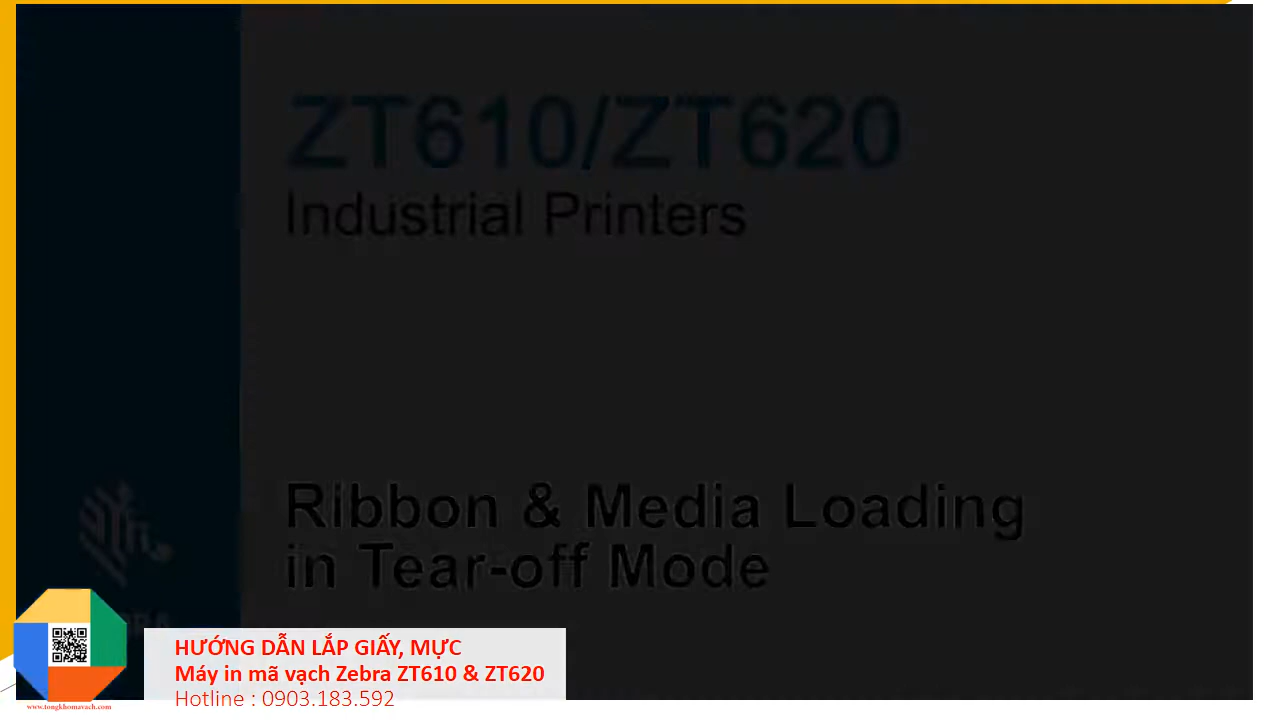 ZT610/ZT620
Industrial Printers
Ribbon & Media Loading
in Tear-off Mode
HƯỚNG DẪN LẮP GIẤY, MỰC
Máy in mã vạch Zebra ZT610 & ZT620
Hotline : 0903.183.592
www.tongkhomavach.com